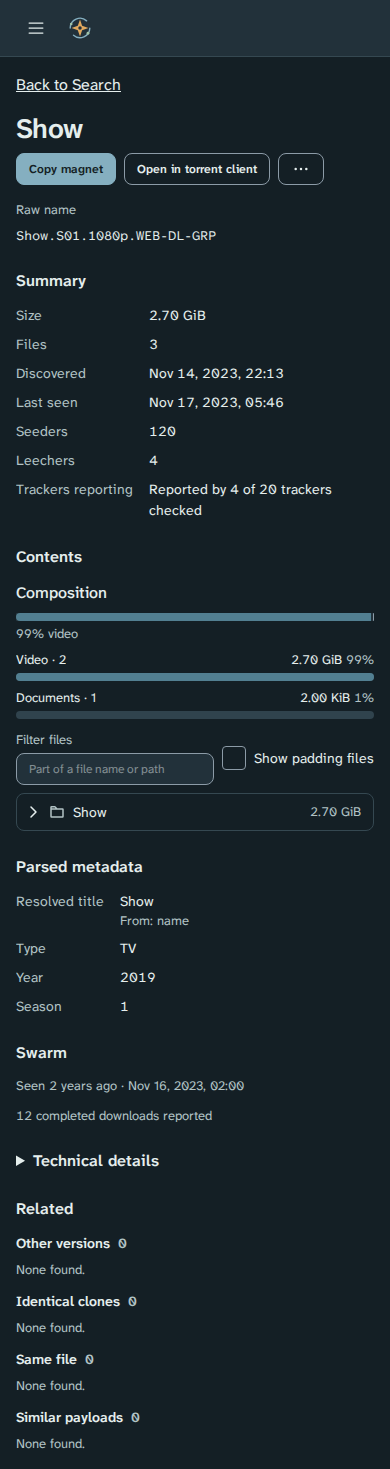 Back to Search
Show
Copy magnet
Open in torrent client
...
Raw name
Show.S01.1080p.WEB-DL-GRP
Summary
Size 2.70 GiB
Files 3
Discovered Nov 14, 2023, 22:13
Last seen Nov 17, 2023, 05:46
Seeders 120
Leechers 4
Trackers reporting Reported by 4 of 20 trackers
checked
Contents
Composition
99% video
Video · 2 2.70 GiB 99%
Documents · 1 2.00 KiB 1%
Filter files
Part of a file name or path
Show padding files
Show 2.70 GiB
Parsed metadata
Resolved title Show
From: name
Type TV
Year 2019
Season 1
Swarm
Seen 2 years ago · Nov 16, 2023, 02:00
12 completed downloads reported
Technical details
Related
Other versions 0
None found.
Identical clones 0
None found.
Same file 0
None found.
Similar payloads 0
None found.